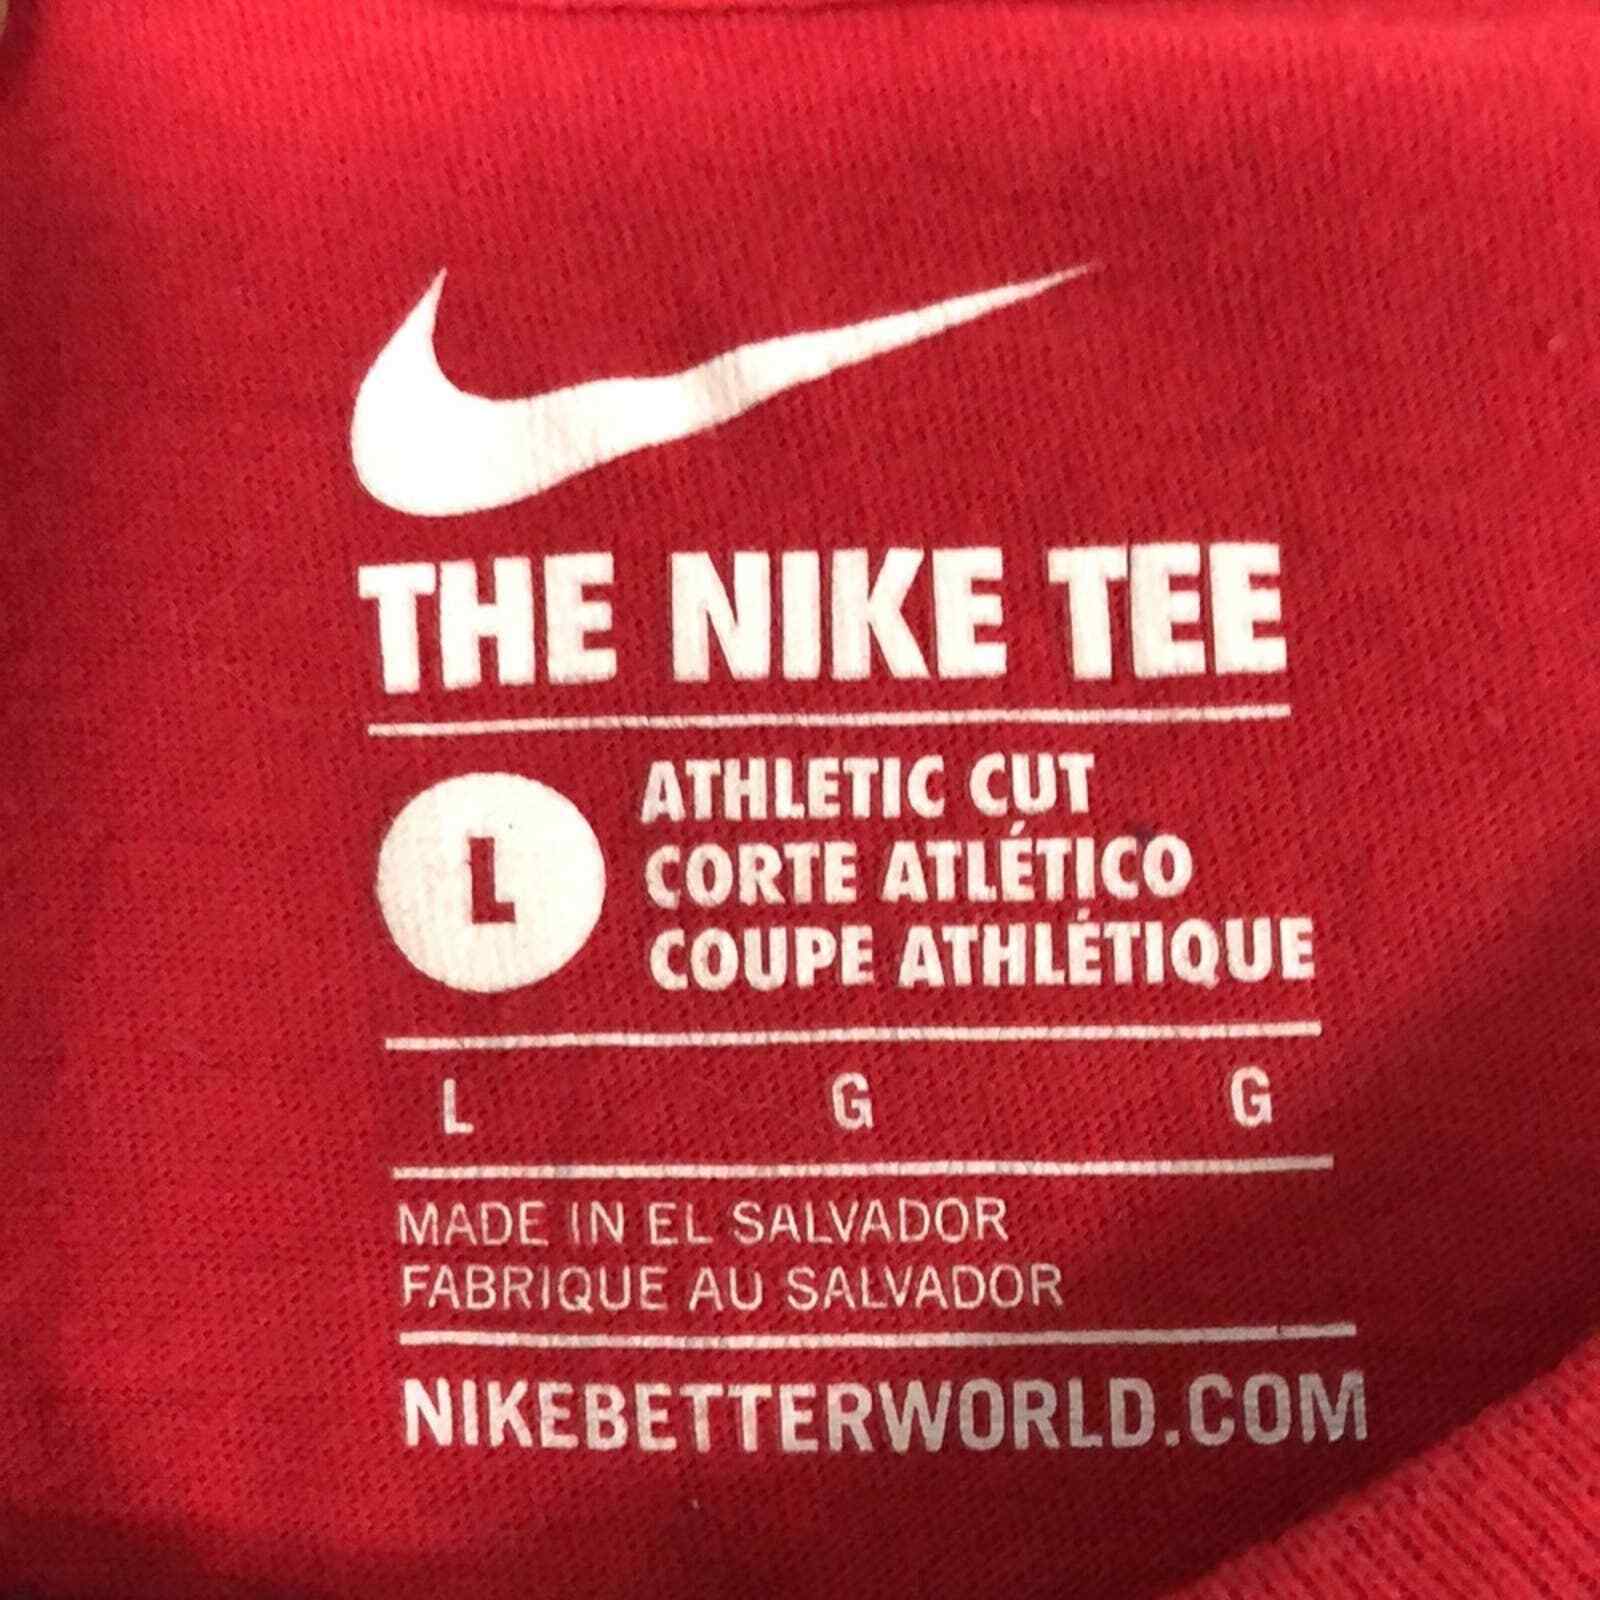 THE NIKE TEE
L
ATHLETIC CUT
CORTE ATLÉTICO
COUPE ATHLÉTIQUE
L G G
MADE IN EL SALVADOR
FABRIQUE AU SALVADOR
NIKEBETTERWORLD.COM